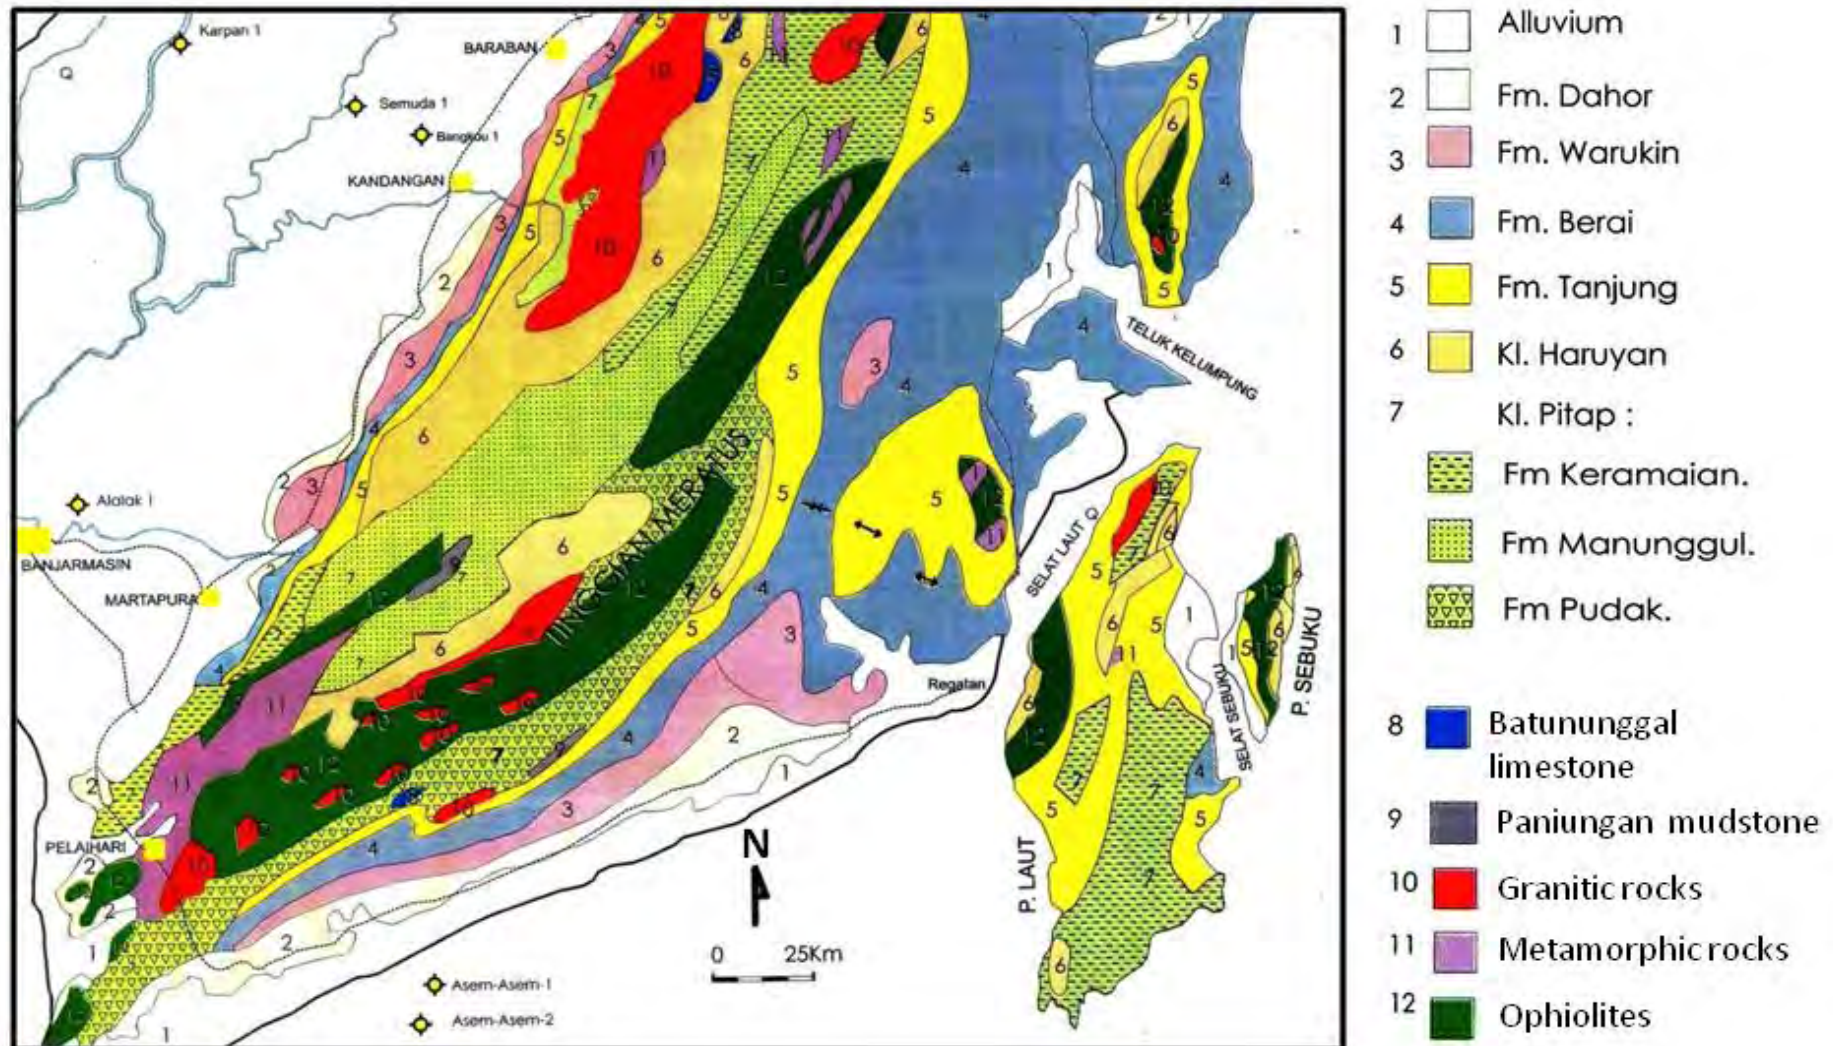 Karpan 1
Q
BARABAN
Semuda 1
Bangkou 1
KANDANGAN
TELUK KELUMPUNG
Alalak 1
BANJARMASIN
MARTAPURA
TINGGIAN MERATUS
SELAT LAUT Q
P. SEBUKU
SELAT SEBUKU
Regatan
PELAIHARI
P. LAUT
N
0 25Km
Asem-Asem-1
Asem-Asem-2
1 Alluvium
2 Fm. Dahor
3 Fm. Warukin
4 Fm. Berai
5 Fm. Tanjung
6 Kl. Haruyan
7 Kl. Pitap :
Fm Keramaian.
Fm Manunggul.
Fm Pudak.
8 Batununggal
limestone
9 Paniungan mudstone
10 Granitic rocks
11 Metamorphic rocks
12 Ophiolites